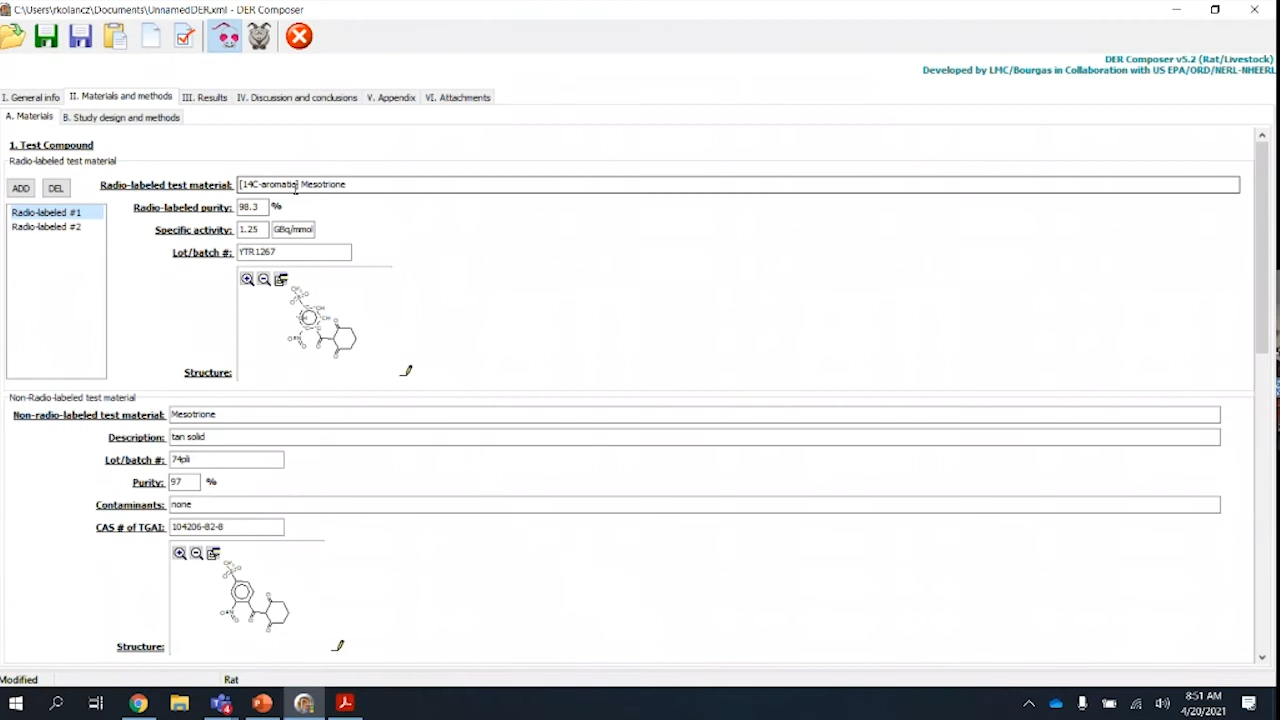 C:\Users\rkolancz\Documents\UnnamedDER.xml - DER Composer
DER Composer v5.2 (Rat/Livestock)
Developed by LMC/Bourgas in Collaboration with US EPA/ORD/NERL-NHEERL
I. General info II. Materials and methods III. Results IV. Discussion and conclusions V. Appendix VI. Attachments
A. Materials B. Study design and methods
1. Test Compound
Radio-labeled test material
ADD DEL Radio-labeled test material: [14C-aromatic] Mesotrione
Radio-labeled #1
Radio-labeled #2
Radio-labeled purity: 98.3 %
Specific activity: 1.25 GBq/mmol
Lot/batch #: YTR1267
Structure:
Non-Radio-labeled test material
Non-radio-labeled test material: Mesotrione
Description: tan solid
Lot/batch #: 74pli
Purity: 97 %
Contaminants: none
CAS # of TGAI: 104206-82-8
Structure:
Modified Rat
8:51 AM
4/20/2021